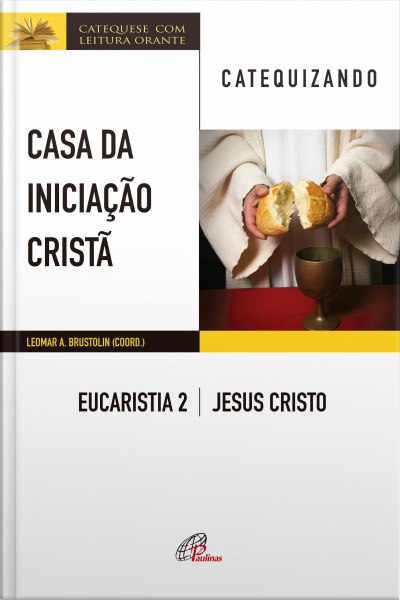 CATEQUESE COM
LEITURA ORANTE
CATEQUIZANDO
CASA DA
INICIAÇÃO
CRISTÃ
LEOMAR A. BRUSTOLIN (COORD.)
EUCARISTIA 2 | JESUS CRISTO
Paulinas